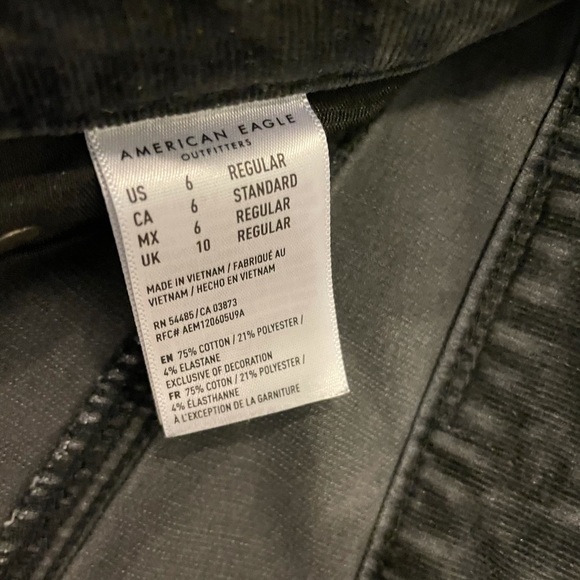 AMERICAN EAGLE
OUTFITTERS
US 6 REGULAR
CA 6 STANDARD
MX 6 REGULAR
UK 10 REGULAR
MADE IN VIETNAM / FABRIQUÉ AU
VIETNAM / HECHO EN VIETNAM
RN 54485/CA 03873
RFC# AEM120605U9A
EN 75% COTTON / 21% POLYESTER /
4% ELASTANE
EXCLUSIVE OF DECORATION
FR 75% COTON / 21% POLYESTER /
4% ÉLASTHANNE
À L'EXCEPTION DE LA GARNITURE